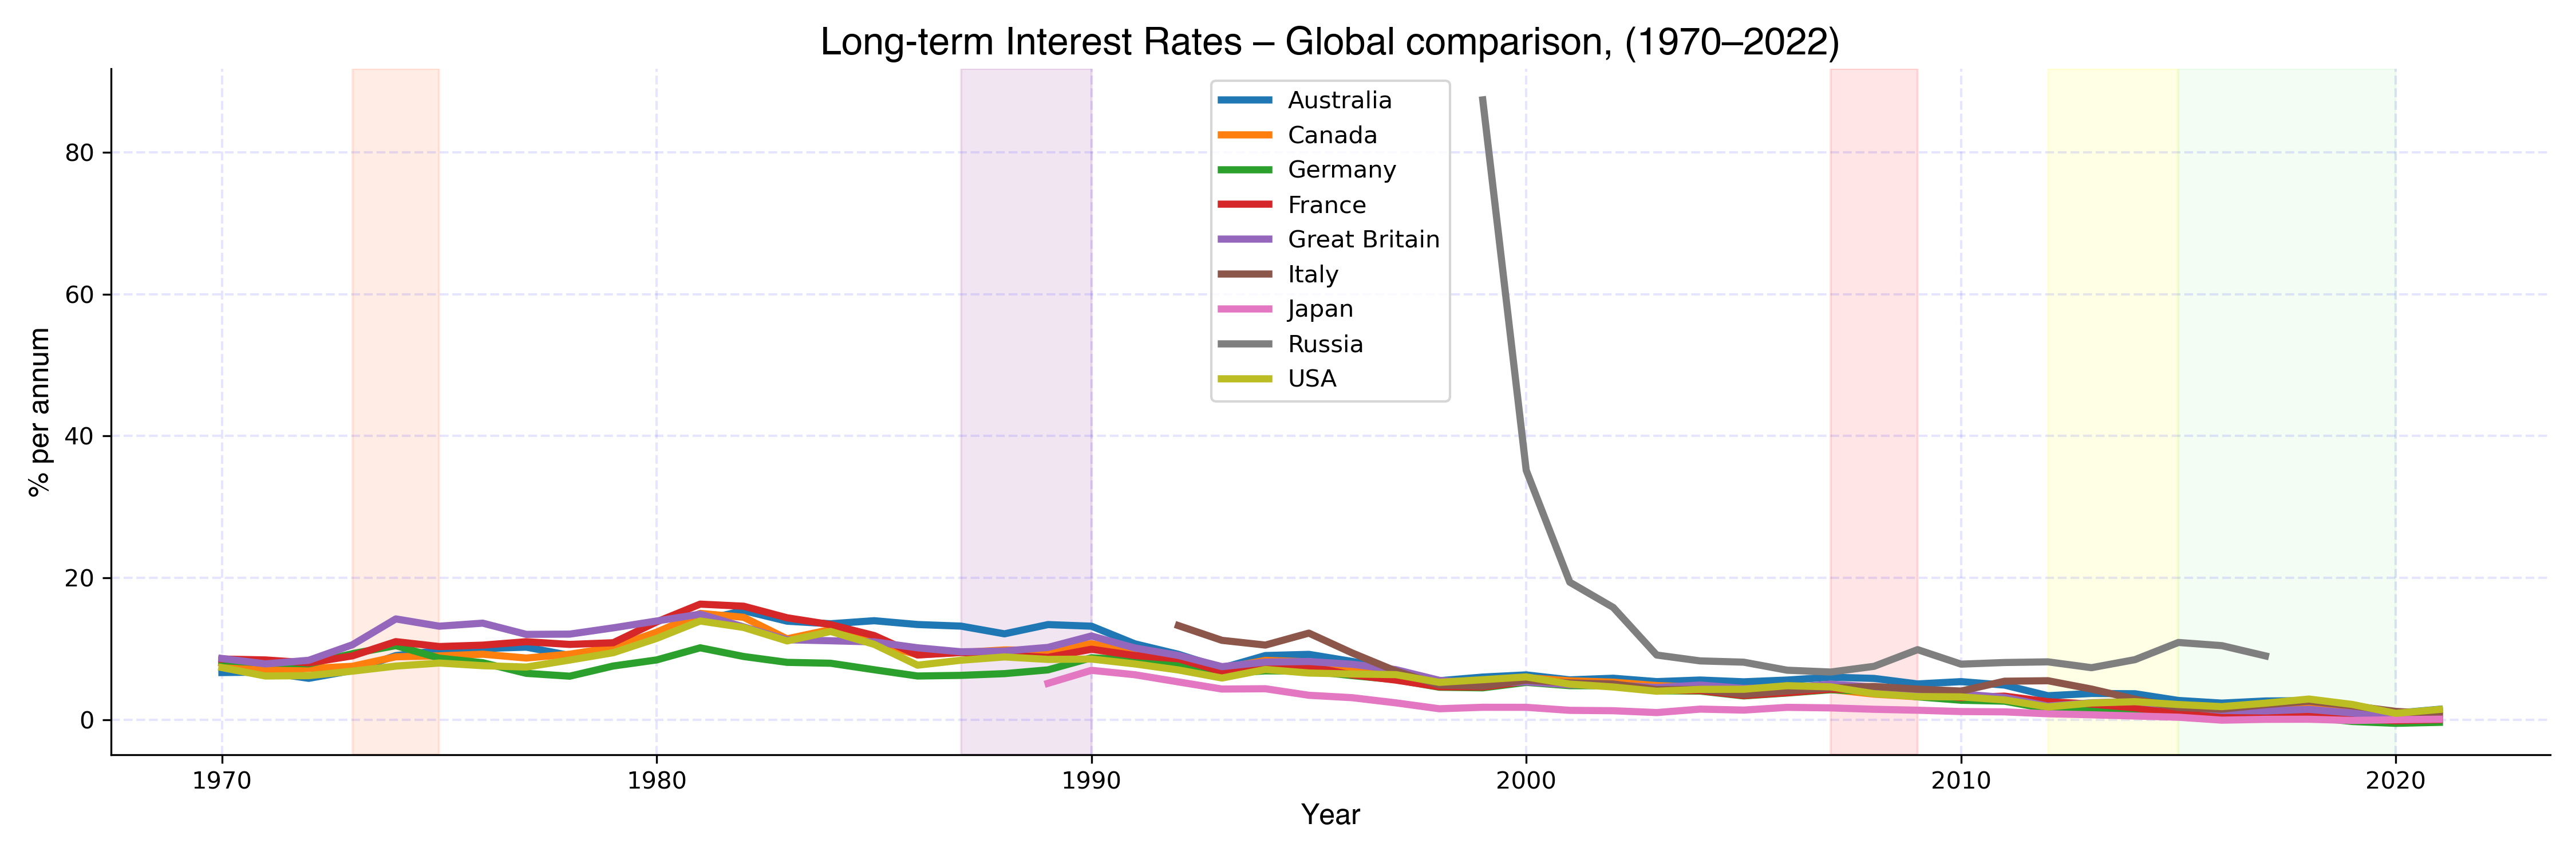 Long-term Interest Rates – Global comparison, (1970–2022)
% per annum
80
60
40
20
0
Australia
Canada
Germany
France
Great Britain
Italy
Japan
Russia
USA
1970 1980 1990 2000 2010 2020
Year